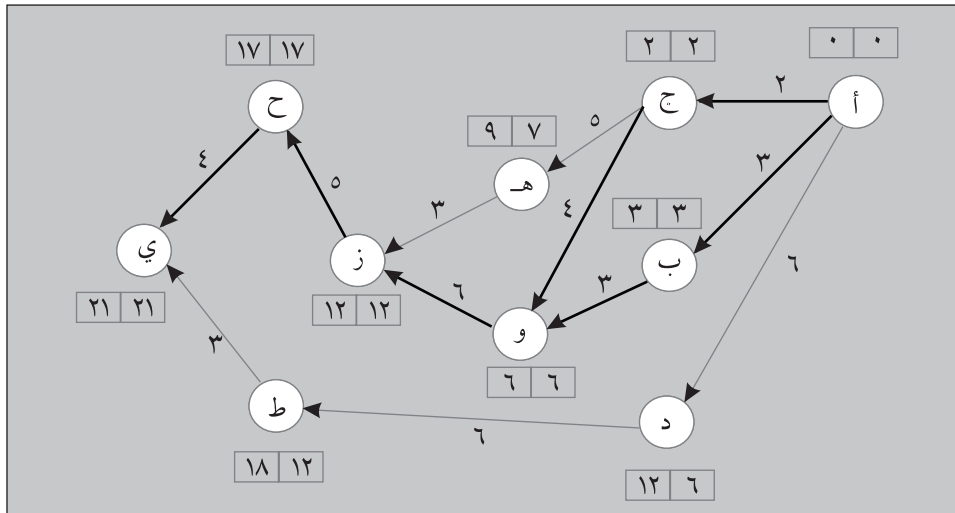 ٠ ٠
أ
٢
٢ ٢
ج
٣
٦
٥
٧ ٩
هـ
٤
٣ ٣
ب
٣
٣
١٧ ١٧
ح
٤
٥
ز
١٢ ١٢
٦
و
٦ ٦
ي
٢١ ٢١
٣
ط
١٢ ١٨
٦
د
٦ ١٢